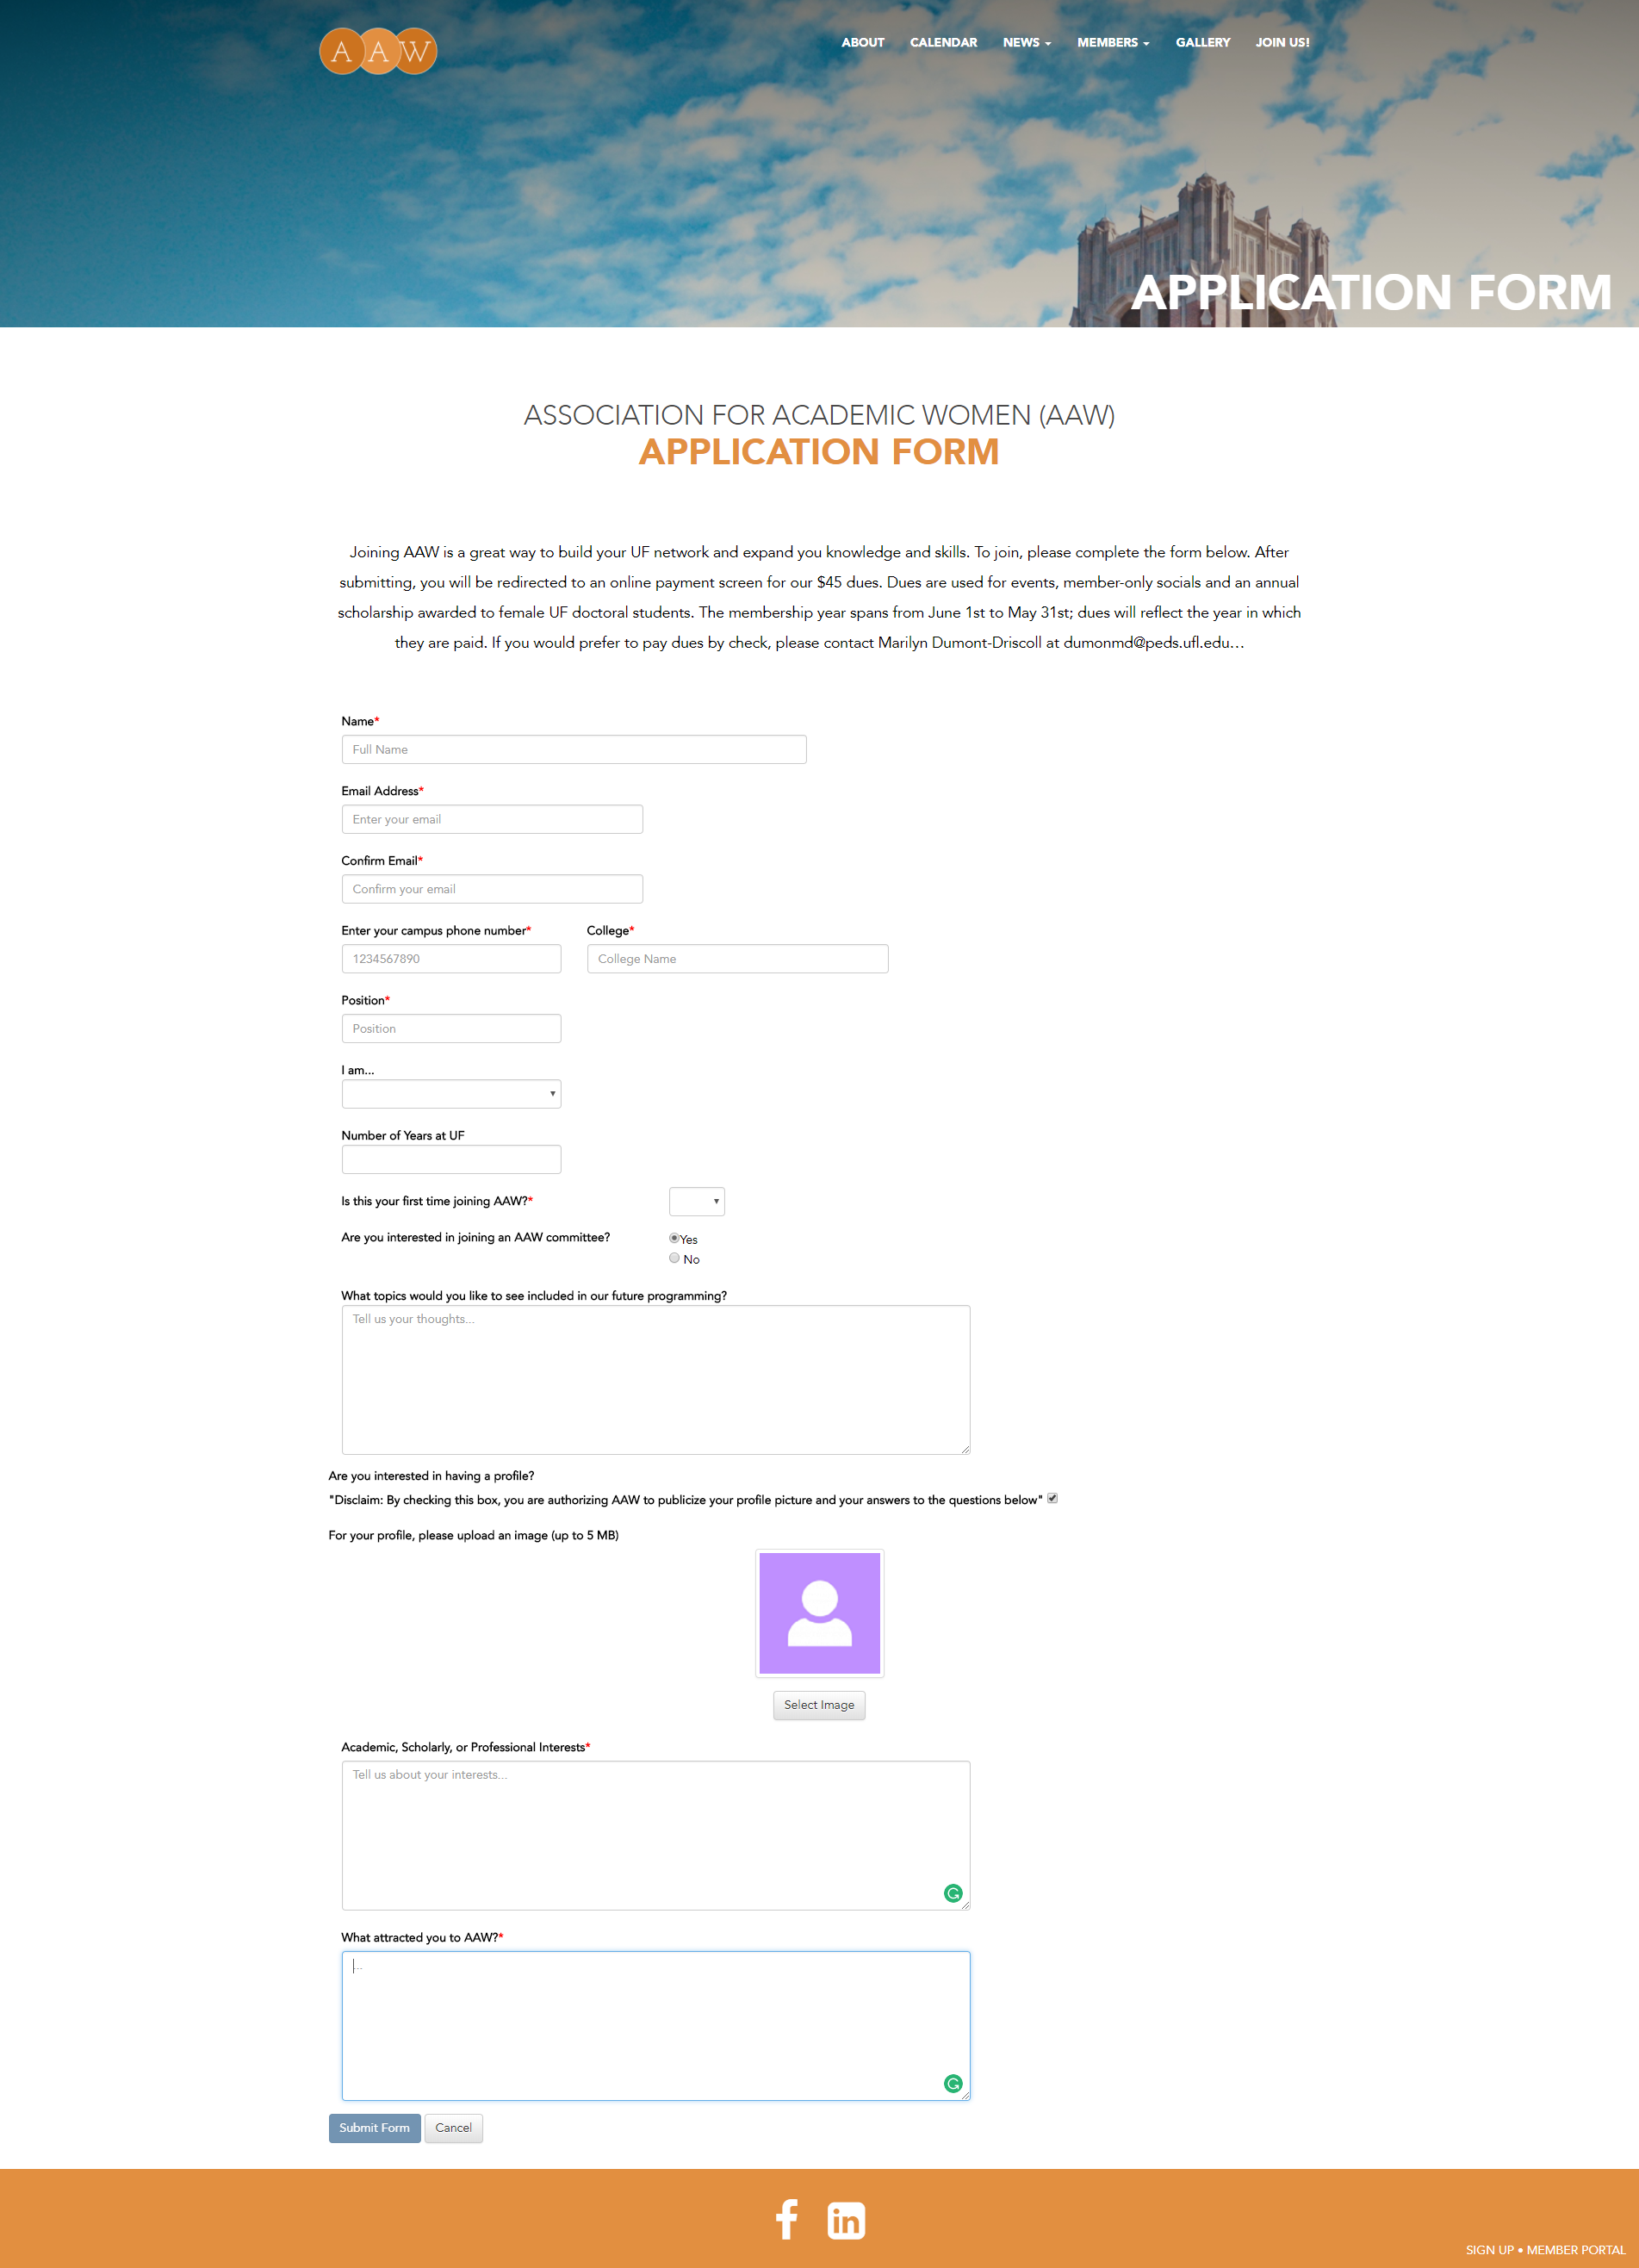 A A W
ABOUT CALENDAR NEWS MEMBERS GALLERY JOIN US!
APPLICATION FORM
ASSOCIATION FOR ACADEMIC WOMEN (AAW)
APPLICATION FORM
Joining AAW is a great way to build your UF network and expand you knowledge and skills. To join, please complete the form below. After
submitting, you will be redirected to an online payment screen for our $45 dues. Dues are used for events, member-only socials and an annual
scholarship awarded to female UF doctoral students. The membership year spans from June 1st to May 31st; dues will reflect the year in which
they are paid. If you would prefer to pay dues by check, please contact Marilyn Dumont-Driscoll at dumonmd@peds.ufl.edu…
Name*
Full Name
Email Address*
Enter your email
Confirm Email*
Confirm your email
Enter your campus phone number* College*
1234567890 College Name
Position*
Position
I am...
Number of Years at UF
Is this your first time joining AAW?*
Are you interested in joining an AAW committee? Yes
No
What topics would you like to see included in our future programming?
Tell us your thoughts...
Are you interested in having a profile?
"Disclaim: By checking this box, you are authorizing AAW to publicize your profile picture and your answers to the questions below"
For your profile, please upload an image (up to 5 MB)
Select Image
Academic, Scholarly, or Professional Interests*
Tell us about your interests...
What attracted you to AAW?*
...
Submit Form Cancel
f in
SIGN UP • MEMBER PORTAL